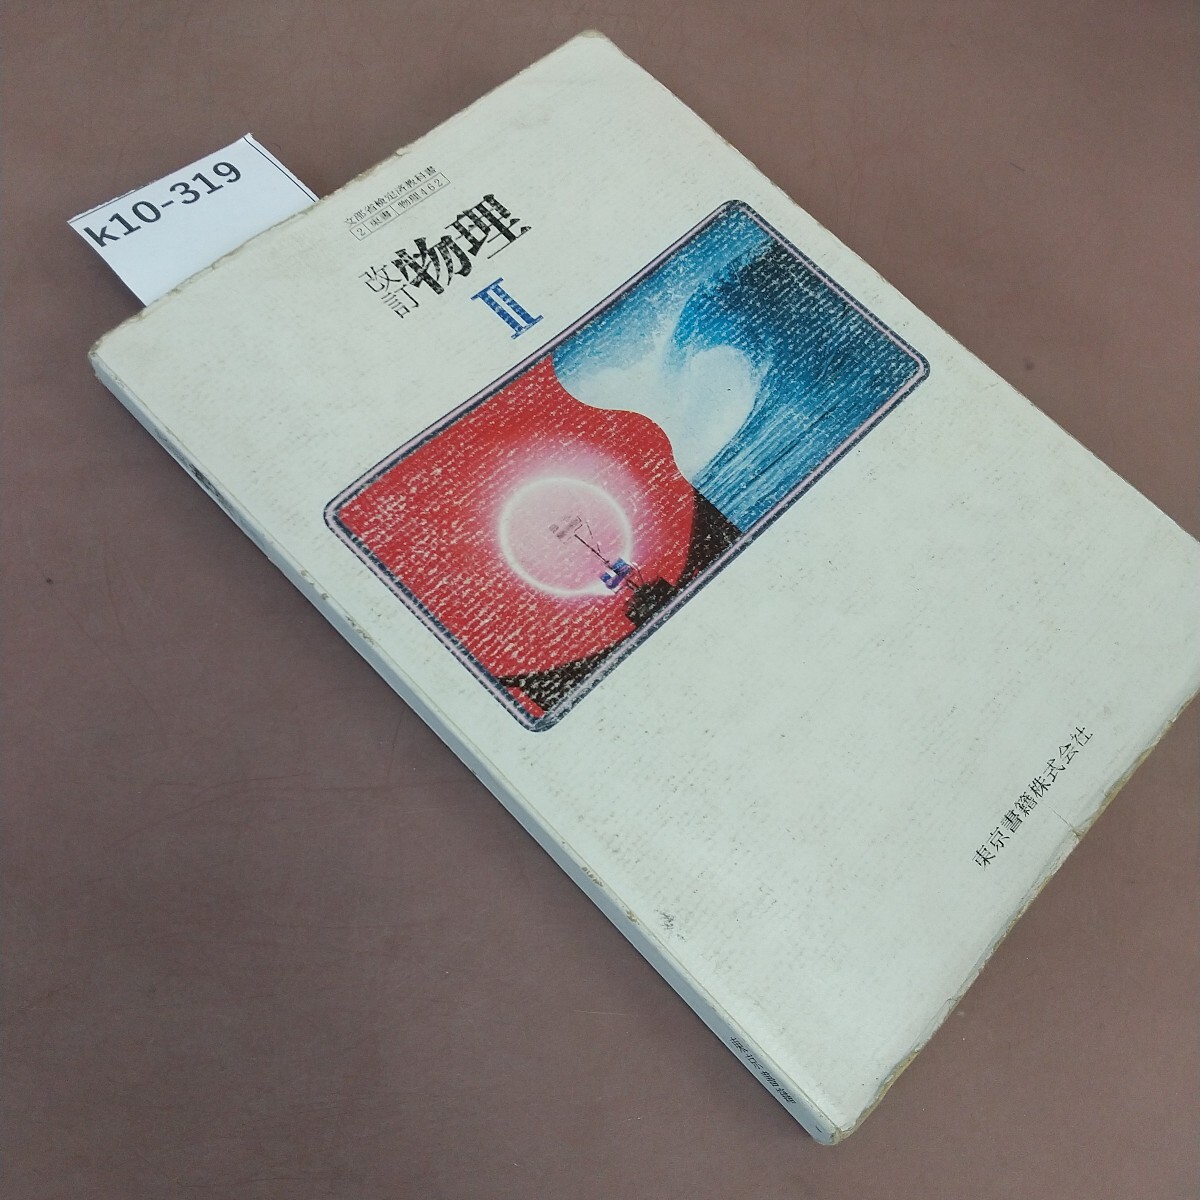 k10-319
文部省検定済教科書
2 東書 物理462
改訂 物理
II
東京書籍株式会社